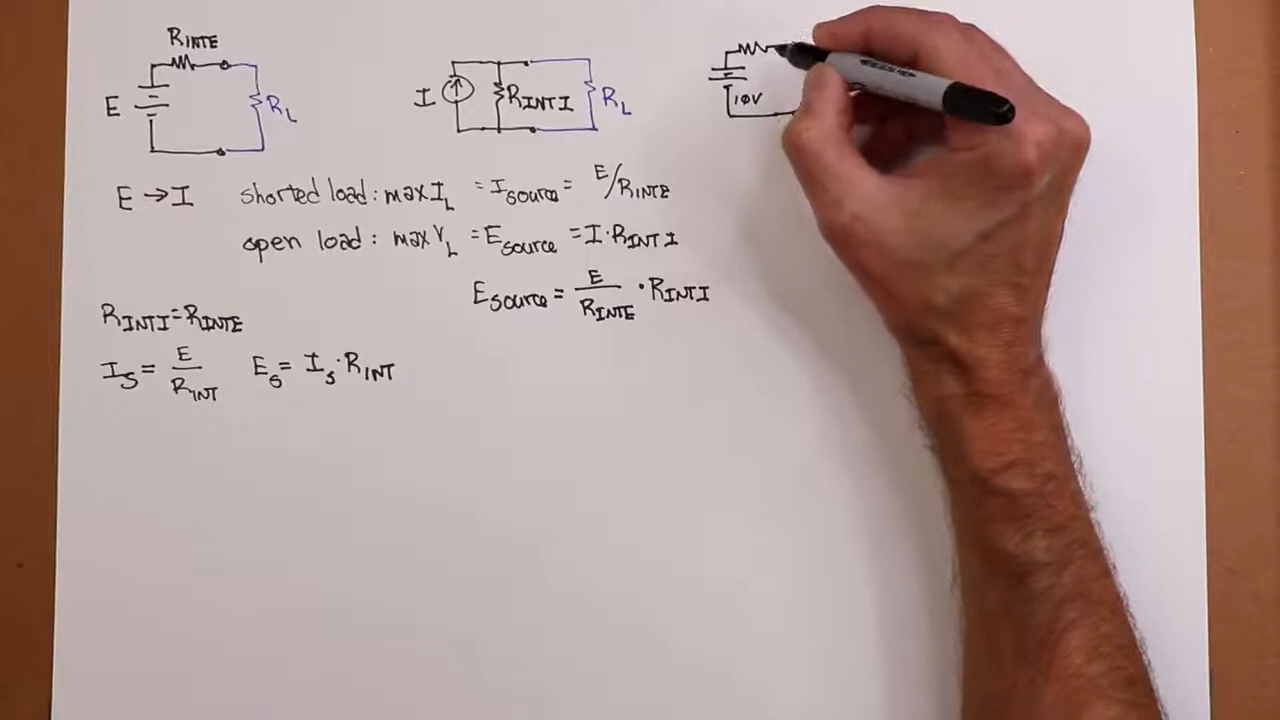 RINTE
E
RL
I
RINTI
RL
10V
E → I
shorted load: max IL = Isource = E/RINTE
open load: max VL = Esource = I·RINTI
Esource = E/RINTE · RINTI
RINTI = RINTE
IS = E/RINT
ES = IS·RINT